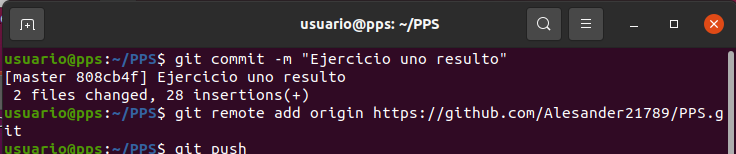 usuario@pps: ~/PPS
usuario@pps:~/PPS$ git commit -m "Ejercicio uno resulto"
[master 808cb4f] Ejercicio uno resulto
 2 files changed, 28 insertions(+)
usuario@pps:~/PPS$ git remote add origin https://github.com/Alesander21789/PPS.g
it
usuario@pps:~/PPS$ git push